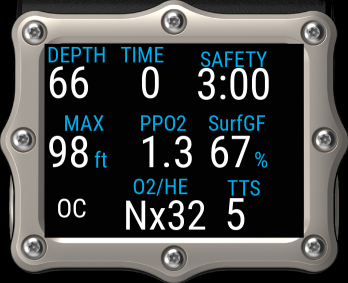 DEPTH TIME SAFETY
66 0 3:00
MAX PPO2 SurfGF
98 ft 1.3 67 %
O2/HE TTS
OC Nx32 5